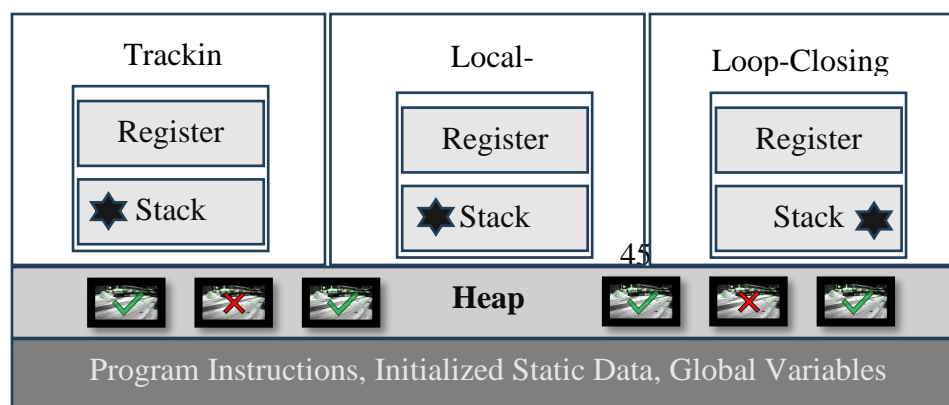 Trackin
Local-
Loop-Closing
Register
Register
Register
Stack
Stack
Stack
45
Heap
Program Instructions, Initialized Static Data, Global Variables